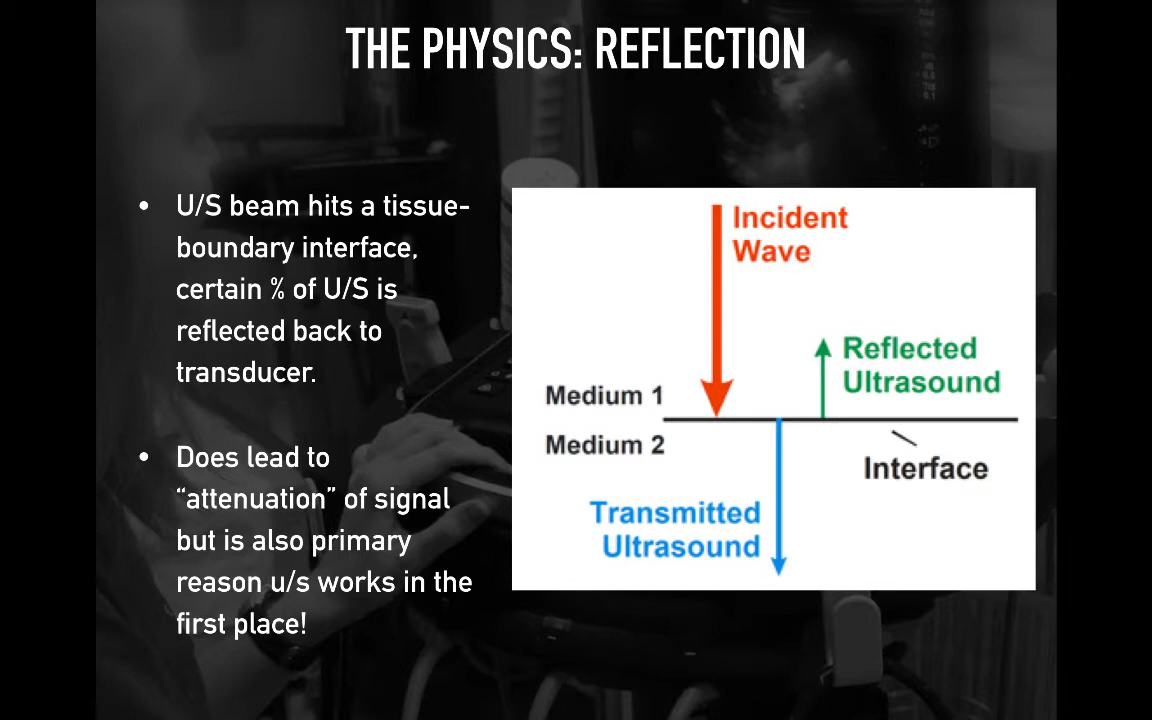 THE PHYSICS: REFLECTION
• U/S beam hits a tissue-
boundary interface,
certain % of U/S is
reflected back to
transducer.
• Does lead to
“attenuation” of signal
but is also primary
reason u/s works in the
first place!
Incident
Wave
Reflected
Ultrasound
Medium 1
Medium 2
Interface
Transmitted
Ultrasound